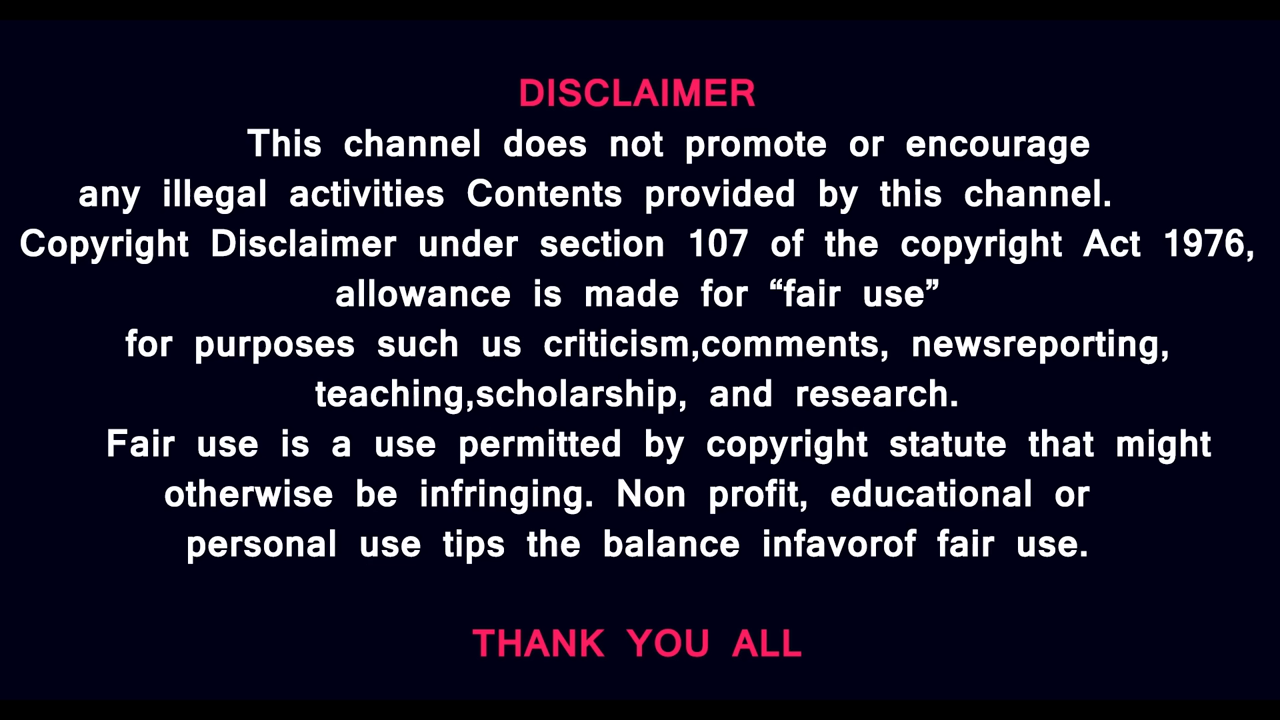 DISCLAIMER
This channel does not promote or encourage
any illegal activities Contents provided by this channel.
Copyright Disclaimer under section 107 of the copyright Act 1976,
allowance is made for “fair use”
for purposes such us criticism,comments, newsreporting,
teaching,scholarship, and research.
Fair use is a use permitted by copyright statute that might
otherwise be infringing. Non profit, educational or
personal use tips the balance infavorof fair use.
THANK YOU ALL